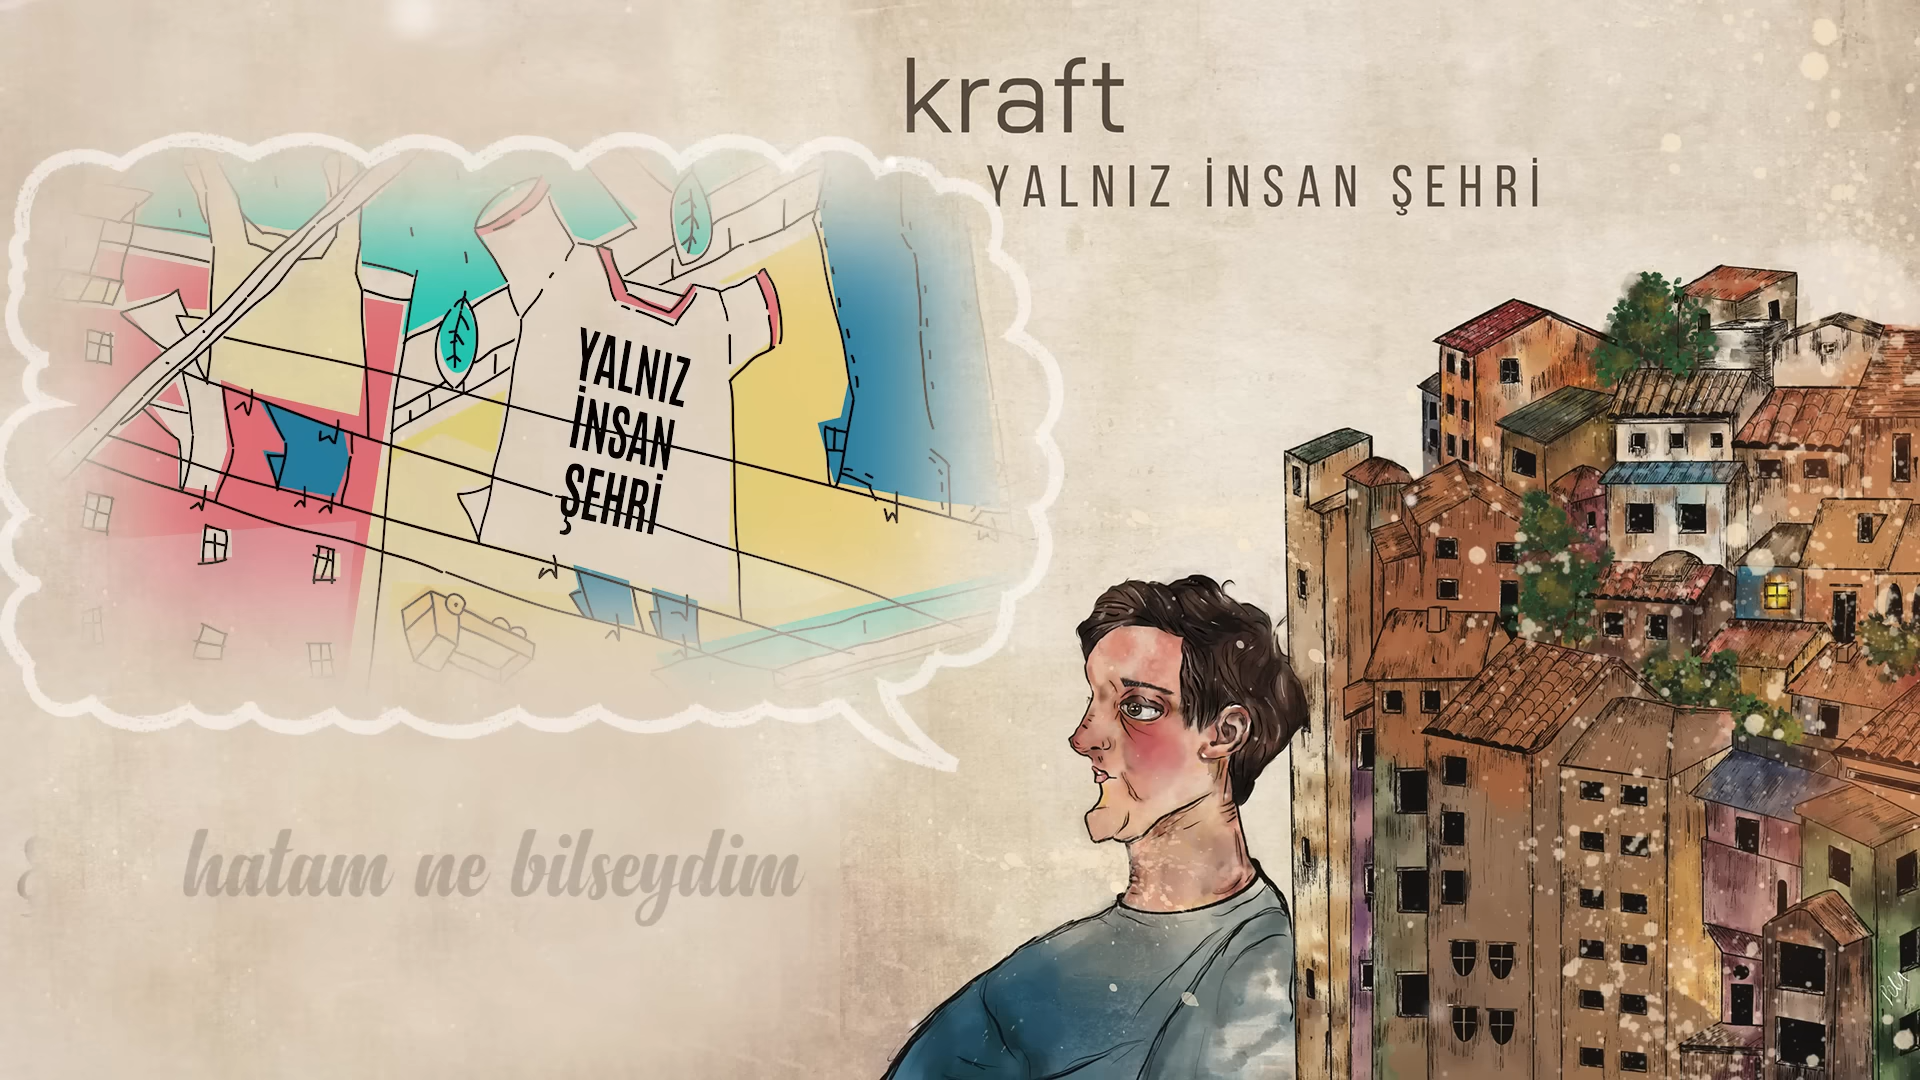 kraft
YALNIZ İNSAN ŞEHRİ
YALNIZ
İNSAN
ŞEHRİ
hatam ne bilseydim